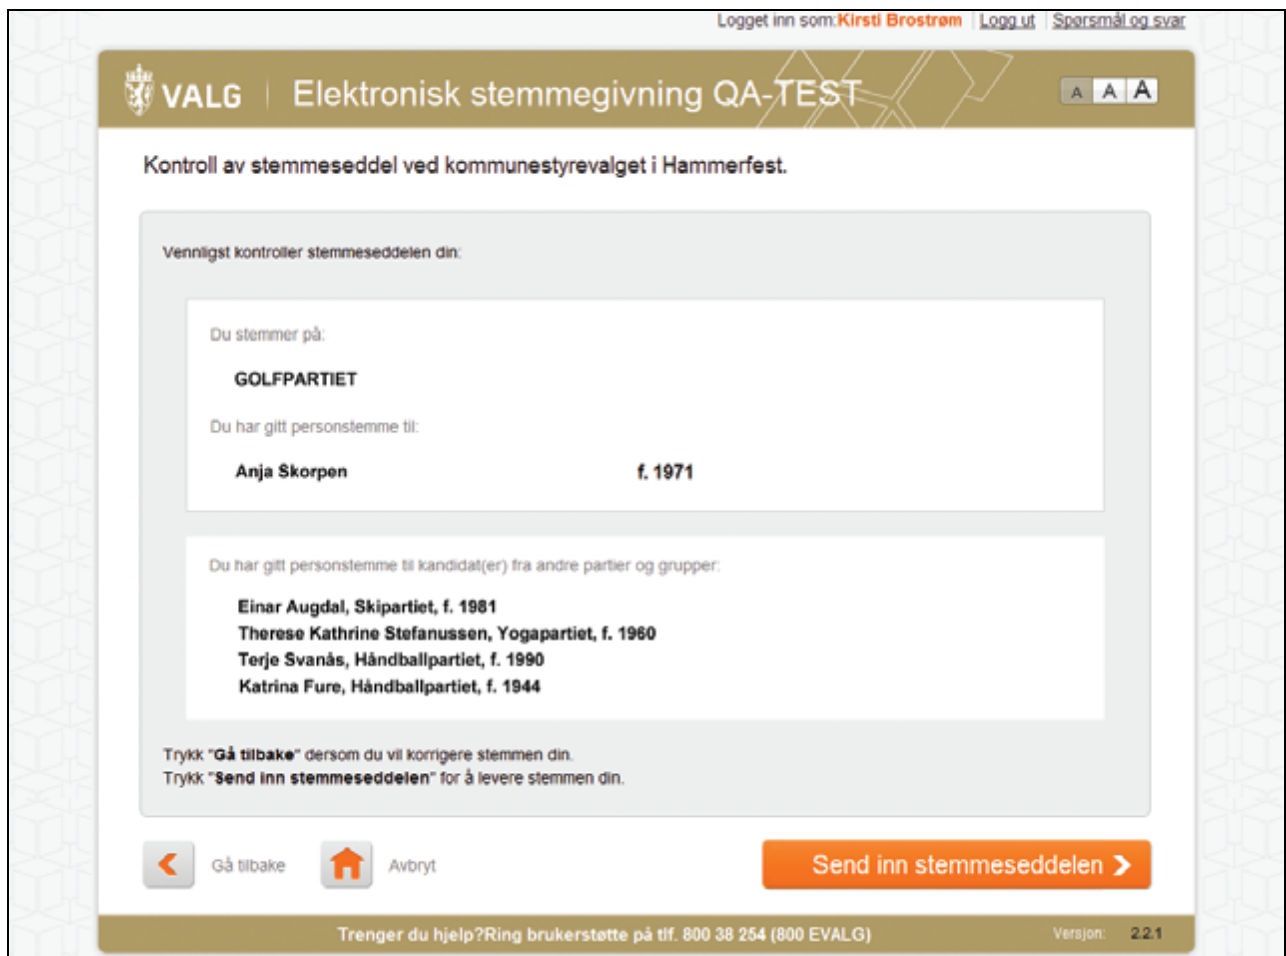 Logget inn som:Kirsti Brostrøm Logg ut Spørsmål og svar
VALG Elektronisk stemmegivning QA-TEST A A A
Kontroll av stemmeseddel ved kommunestyrevalget i Hammerfest.
Vennligst kontroller stemmeseddelen din:
Du stemmer på:
GOLFPARTIET
Du har gitt personstemme til:
Anja Skorpen f. 1971
Du har gitt personstemme til kandidat(er) fra andre partier og grupper:
Einar Augdal, Skipartiet, f. 1981
Therese Kathrine Stefanussen, Yogapartiet, f. 1960
Terje Svanås, Håndballpartiet, f. 1990
Katrina Fure, Håndballpartiet, f. 1944
Trykk "Gå tilbake" dersom du vil korrigere stemmen din.
Trykk "Send inn stemmeseddelen" for å levere stemmen din.
Gå tilbake Avbryt Send inn stemmeseddelen
Trenger du hjelp?Ring brukerstøtte på tlf. 800 38 254 (800 EVALG) Versjon: 2.2.1